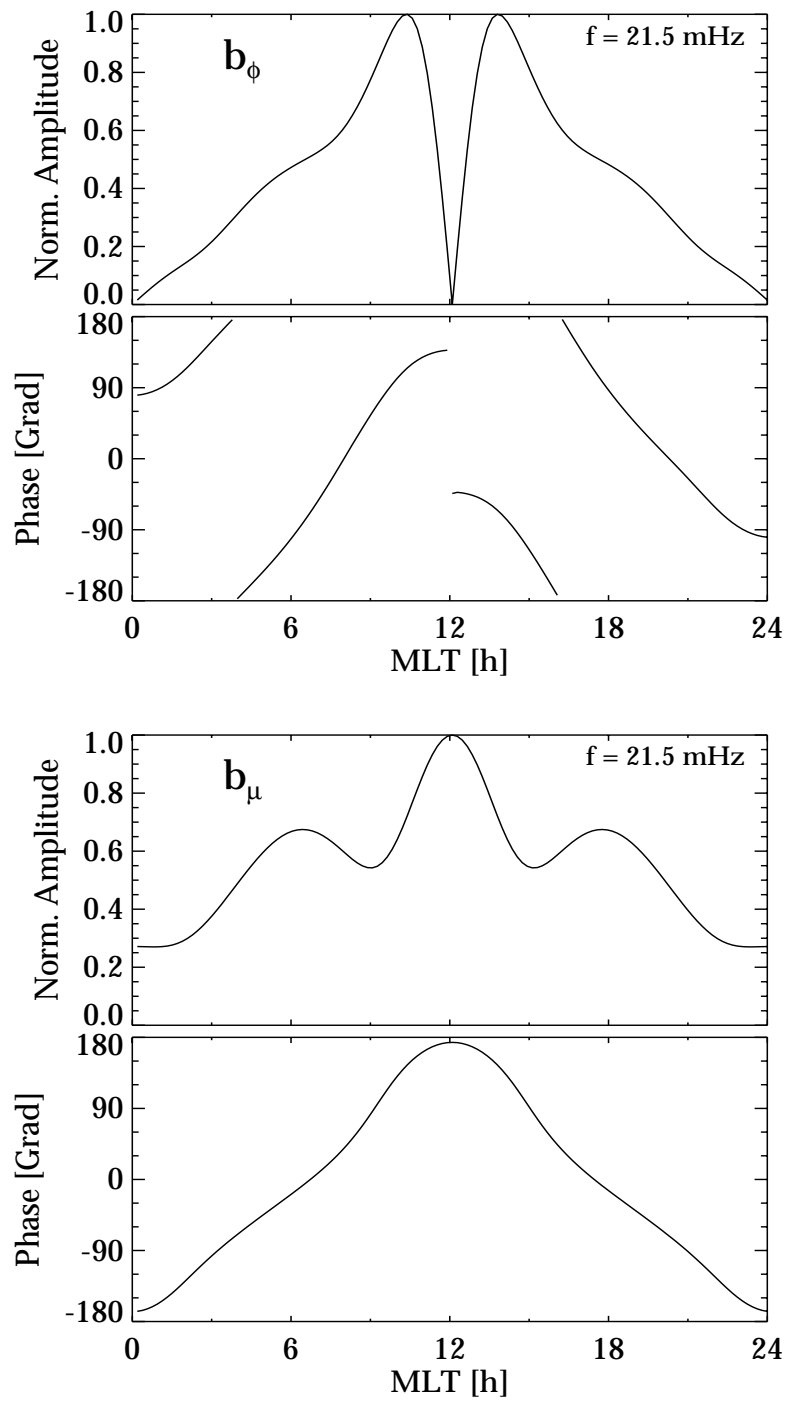 b_φ
f = 21.5 mHz
Norm. Amplitude
1.0
0.8
0.6
0.4
0.2
0.0
Phase [Grad]
180
90
0
-90
-180
0 6 12 18 24
MLT [h]
b_μ
f = 21.5 mHz
Norm. Amplitude
1.0
0.8
0.6
0.4
0.2
0.0
Phase [Grad]
180
90
0
-90
-180
0 6 12 18 24
MLT [h]